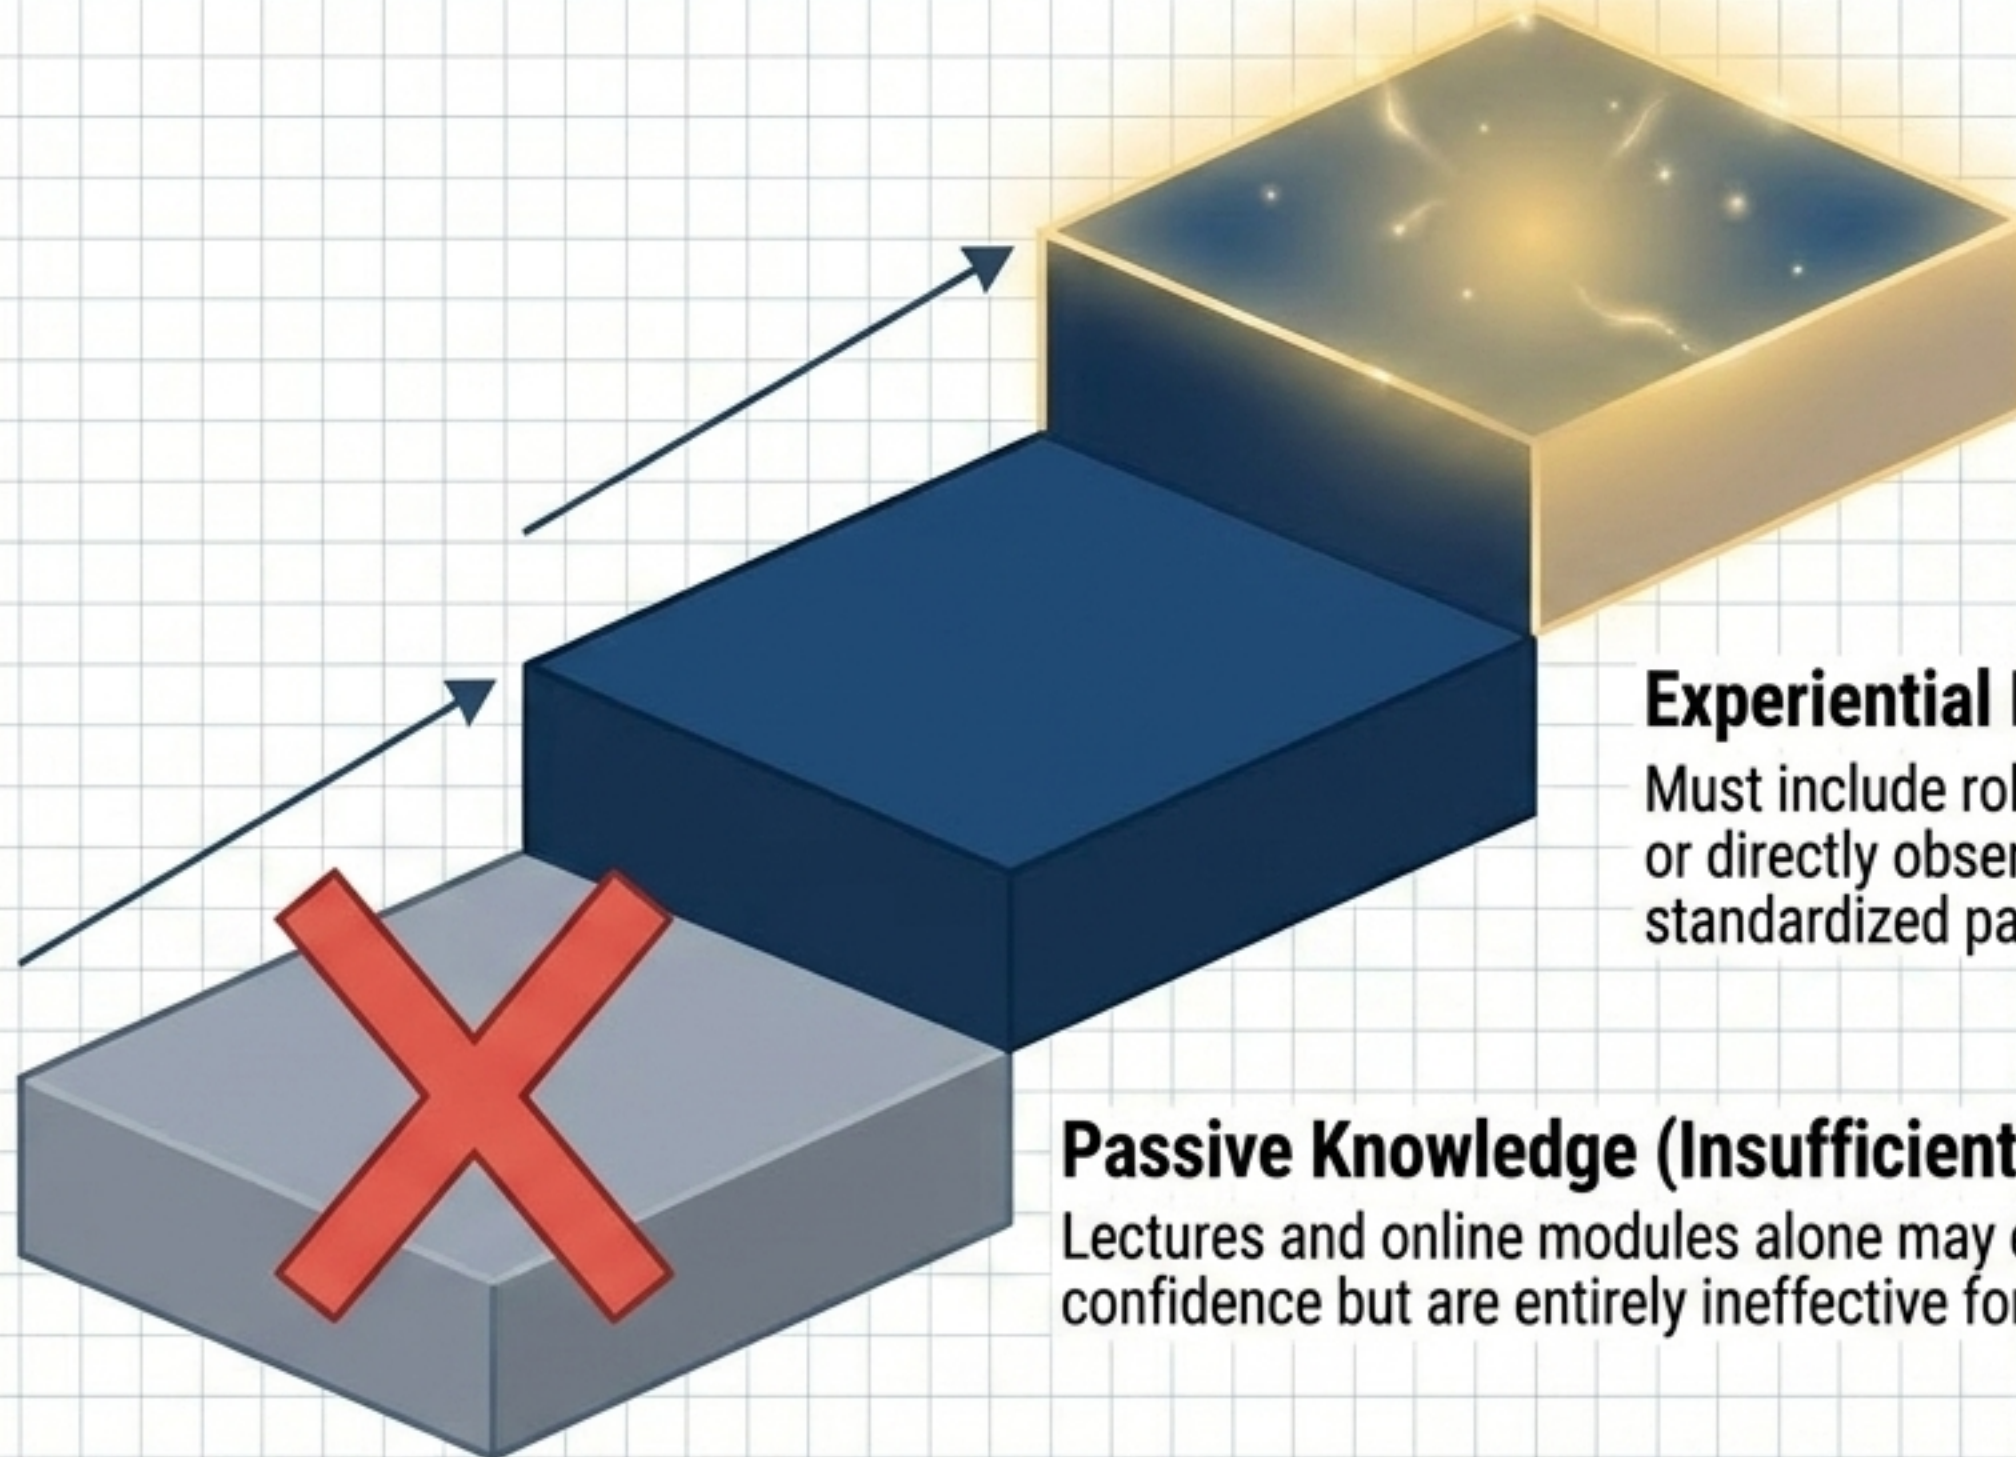 Experiential
Must include
or directly
standardized
Passive Knowledge (Insufficient
Lectures and online modules alone may
confidence but are entirely ineffective